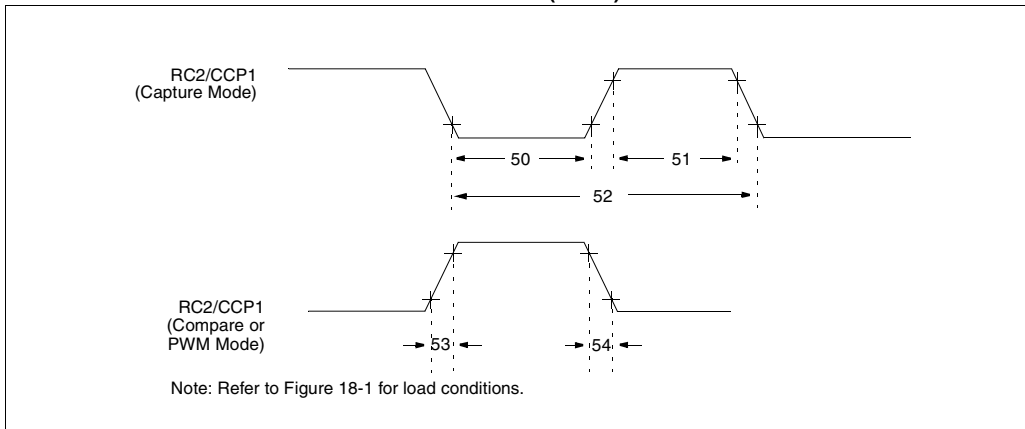 RC2/CCP1
(Capture Mode)
50
51
52
RC2/CCP1
(Compare or
PWM Mode)
53
54
Note: Refer to Figure 18-1 for load conditions.